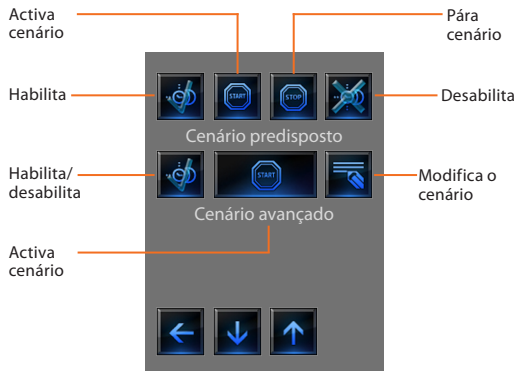 Activa
cenário
Pára
cenário
Habilita
START
STOP
Desabilita
Cenário predisposto
Habilita/
desabilita
START
Modifica o
cenário
Cenário avançado
Activa
cenário